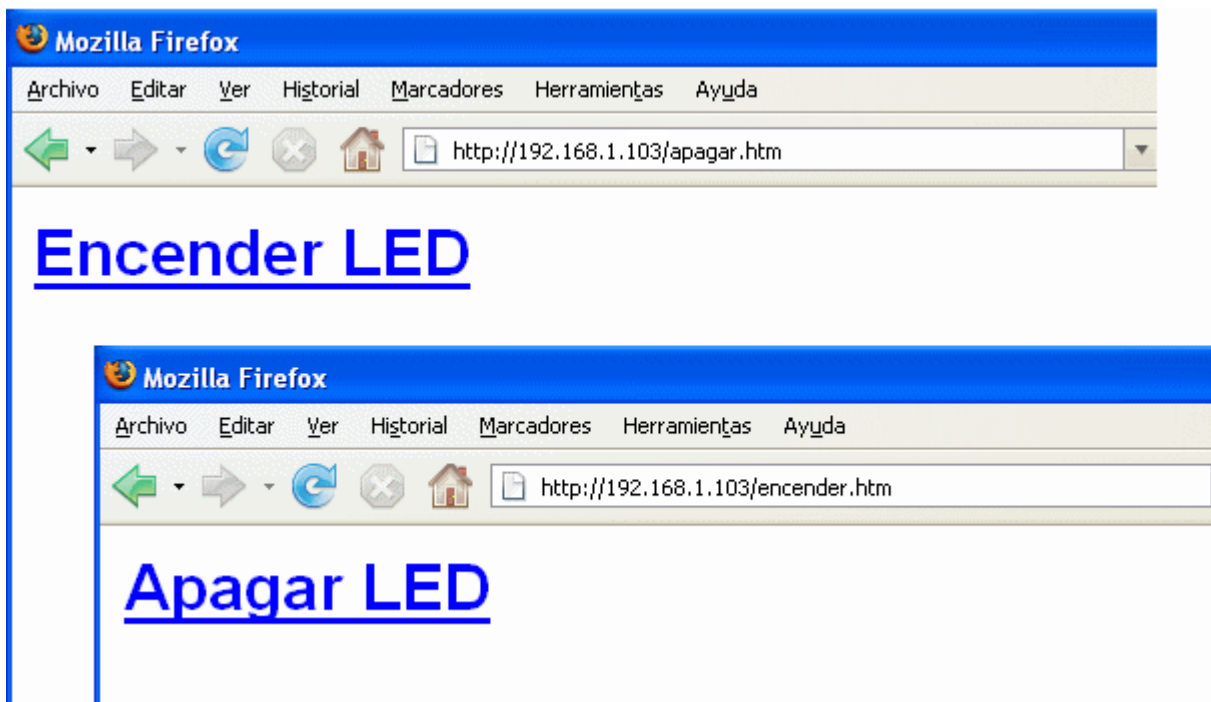 Mozilla Firefox
Archivo Editar Ver Historial Marcadores Herramientas Ayuda
http://192.168.1.103/apagar.htm
Encender LED
Mozilla Firefox
Archivo Editar Ver Historial Marcadores Herramientas Ayuda
http://192.168.1.103/encender.htm
Apagar LED